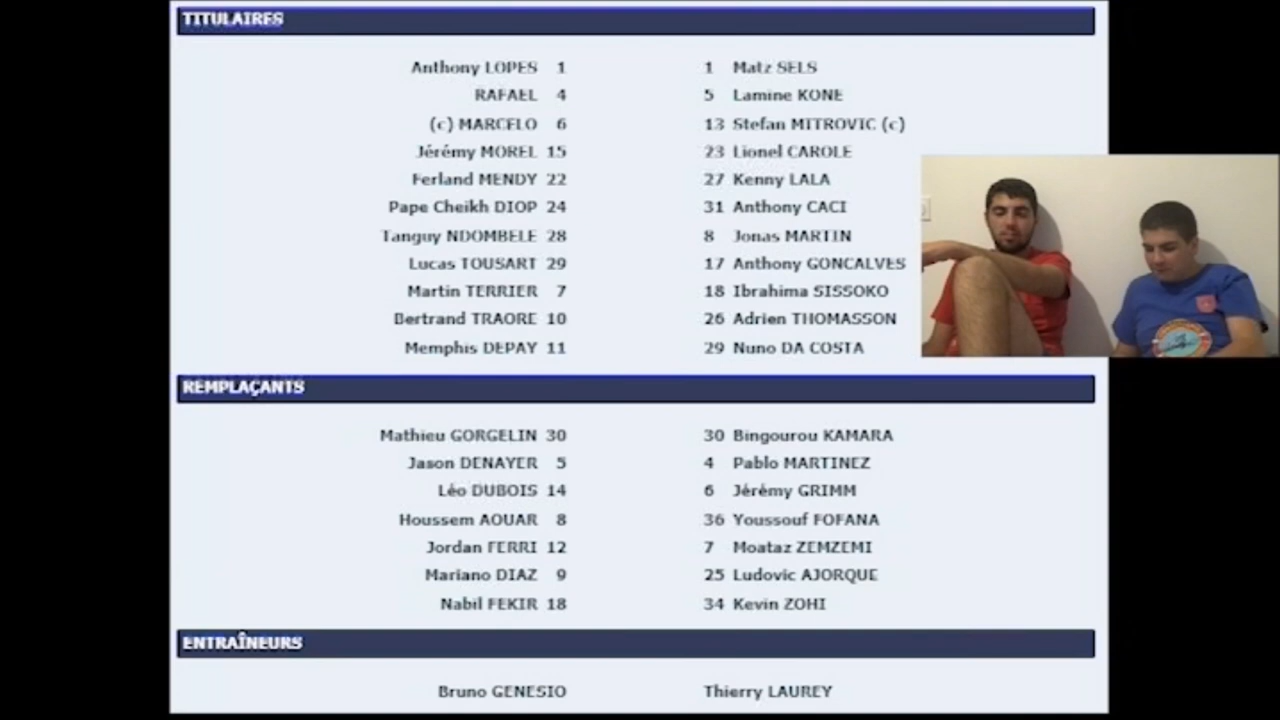 TITULAIRES
Anthony LOPES 1 1 Matz SELS
RAFAEL 4 5 Lamine KONE
(c) MARCELO 6 13 Stefan MITROVIC (c)
Jérémy MOREL 15 23 Lionel CAROLE
Ferland MENDY 22 27 Kenny LALA
Pape Cheikh DIOP 24 31 Anthony CACI
Tanguy NDOMBELE 28 8 Jonas MARTIN
Lucas TOUSART 29 17 Anthony GONCALVES
Martin TERRIER 7 18 Ibrahima SISSOKO
Bertrand TRAORE 10 26 Adrien THOMASSON
Memphis DEPAY 11 29 Nuno DA COSTA
REMPLAÇANTS
Mathieu GORGELIN 30 30 Bingourou KAMARA
Jason DENAYER 5 4 Pablo MARTINEZ
Léo DUBOIS 14 6 Jérémy GRIMM
Houssem AOUAR 8 36 Youssouf FOFANA
Jordan FERRI 12 7 Moataz ZEMZEMI
Mariano DIAZ 9 25 Ludovic AJORQUE
Nabil FEKIR 18 34 Kevin ZOHI
ENTRAÎNEURS
Bruno GENESIO Thierry LAUREY